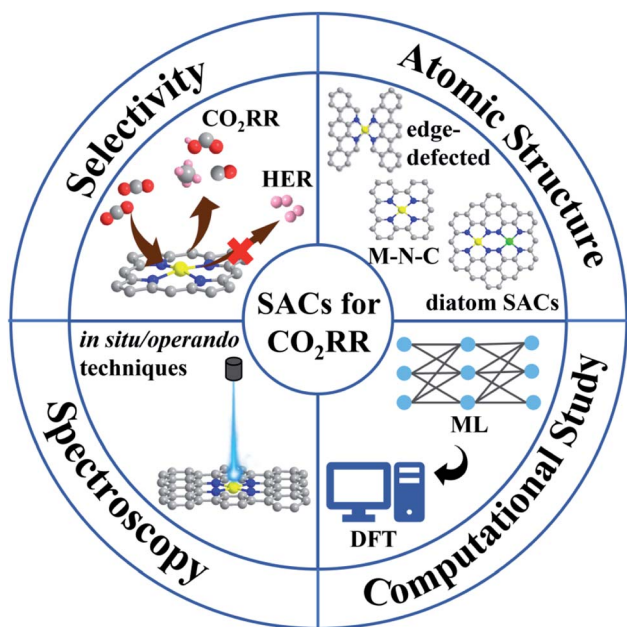 Selectivity
CO₂RR
HER
Atomic Structure
edge-
defected
M-N-C
diatom SACs
SACs for
CO₂RR
in situ/operando
techniques
Spectroscopy
ML
DFT
Computational Study